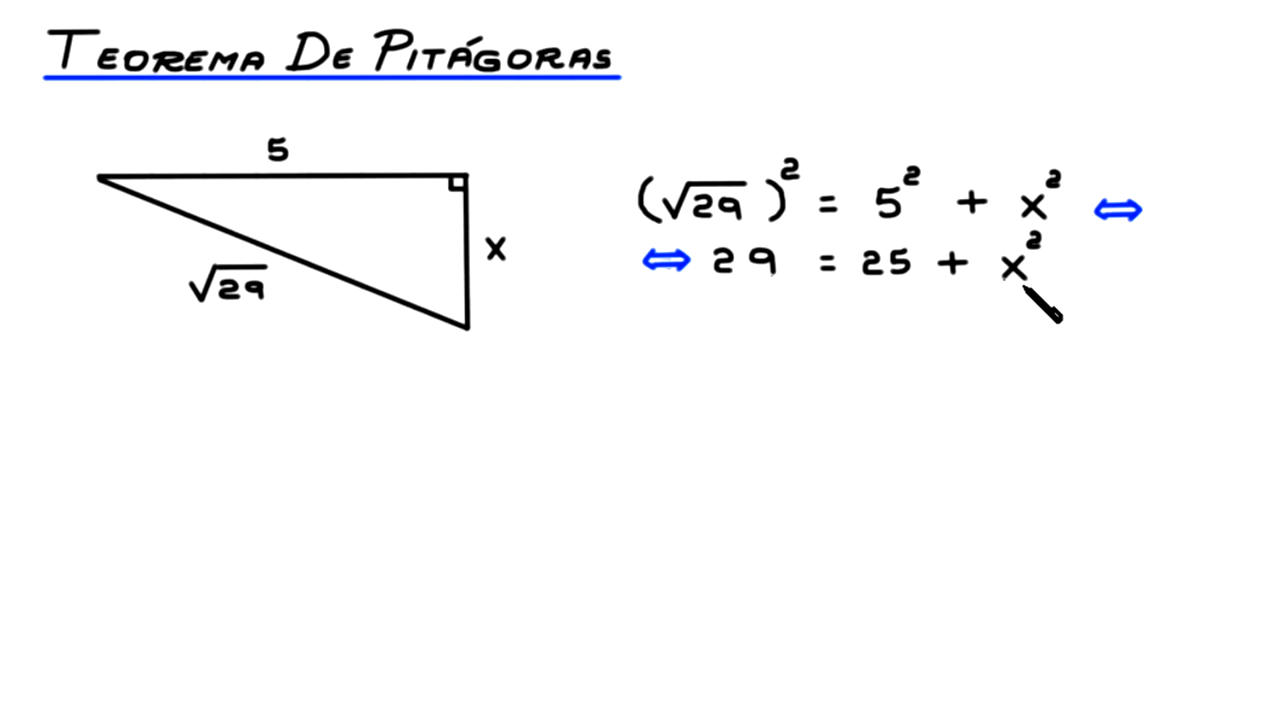 TEOREMA DE PITÁGORAS
5
x
√29
(√29)² = 5² + x² ⇔
⇔ 29 = 25 + x²